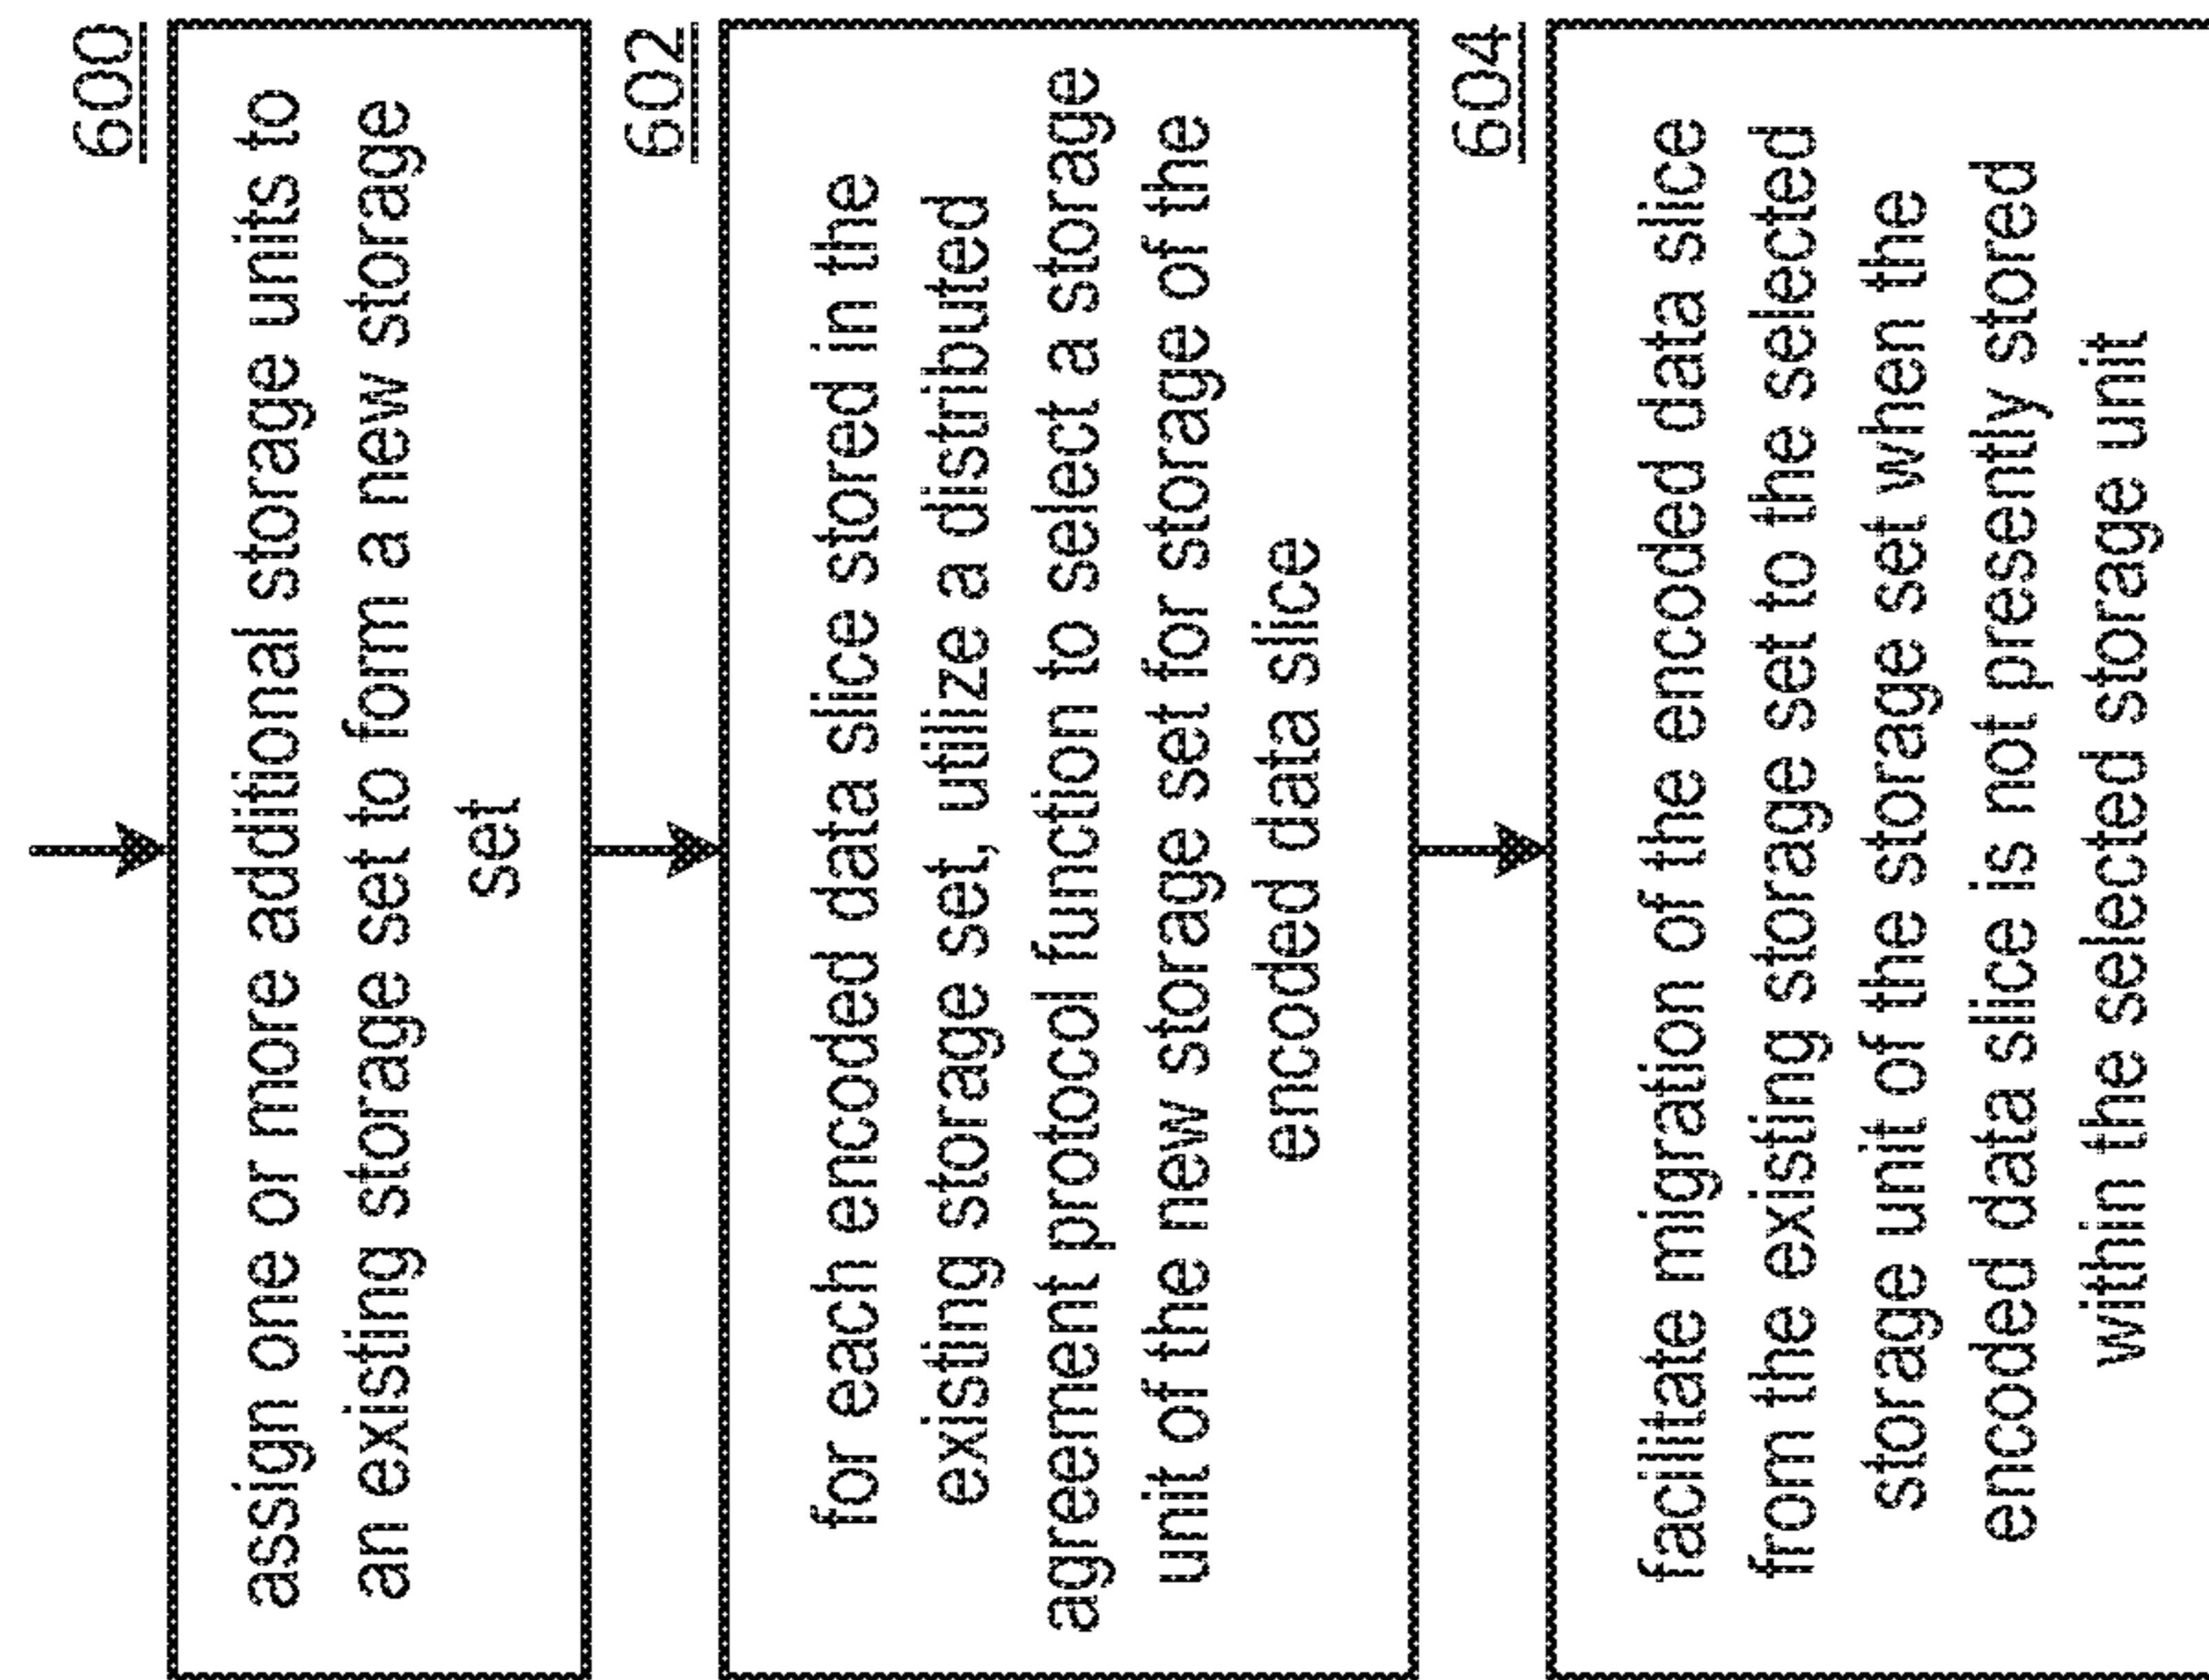 600
assign one or more additional storage units to
an existing storage set to form a new storage
set
602
for each encoded data slice stored in the
existing storage set, utilize a distributed
agreement protocol function to select a storage
unit of the new storage set for storage of the
encoded data slice
604
facilitate migration of the encoded data slice
from the existing storage set to the selected
storage unit of the storage set when the
encoded data slice is not presently stored
within the selected storage unit